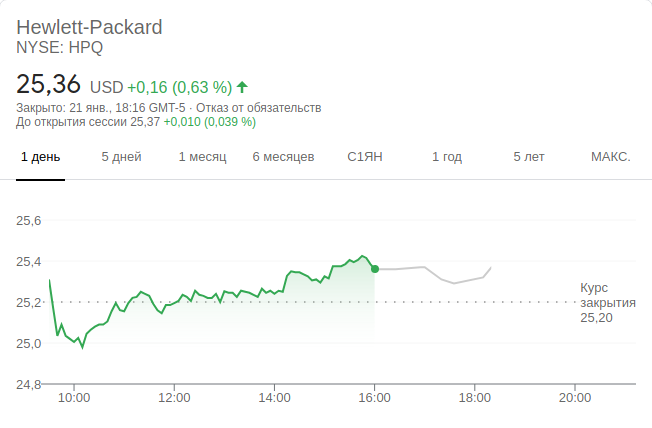 Hewlett-Packard
NYSE: HPQ
25,36 USD +0,16 (0,63 %)
Закрыто: 21 янв., 18:16 GMT-5 · Отказ от обязательств
До открытия сессии 25,37 +0,010 (0,039 %)
1 день 5 дней 1 месяц 6 месяцев С1ЯН 1 год 5 лет МАКС.
25,6
25,4
25,2
25,0
24,8
Курс
закрытия
25,20
10:00 12:00 14:00 16:00 18:00 20:00